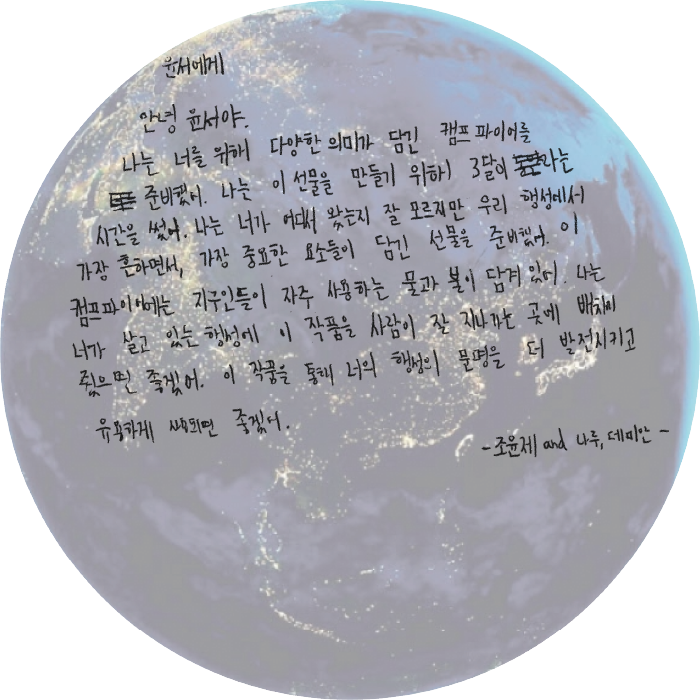 윤서에게
안녕 윤서야.
나는 너를 위해 다양한 의미가 담긴 캠프파이어를
준비했어. 나는 이 선물을 만들기 위해 3달이라는
시간을 썼어. 나는 너가 어디서 왔는지 잘 모르지만 우리 행성에서
가장 흔하면서, 가장 중요한 요소들이 담긴 선물을 준비했어. 이
캠프파이어에는 지구인들이 자주 사용하는 물과 불이 담겨 있어. 나는
너가 살고 있는 행성에 이 작품을 사람이 잘 지나가는 곳에 배치해
줬으면 좋겠어. 이 작품을 통해 너의 행성의 문명을 더 발전시키고
유용하게 사용되면 좋겠다.
-조윤제 and 나루, 데미안 -